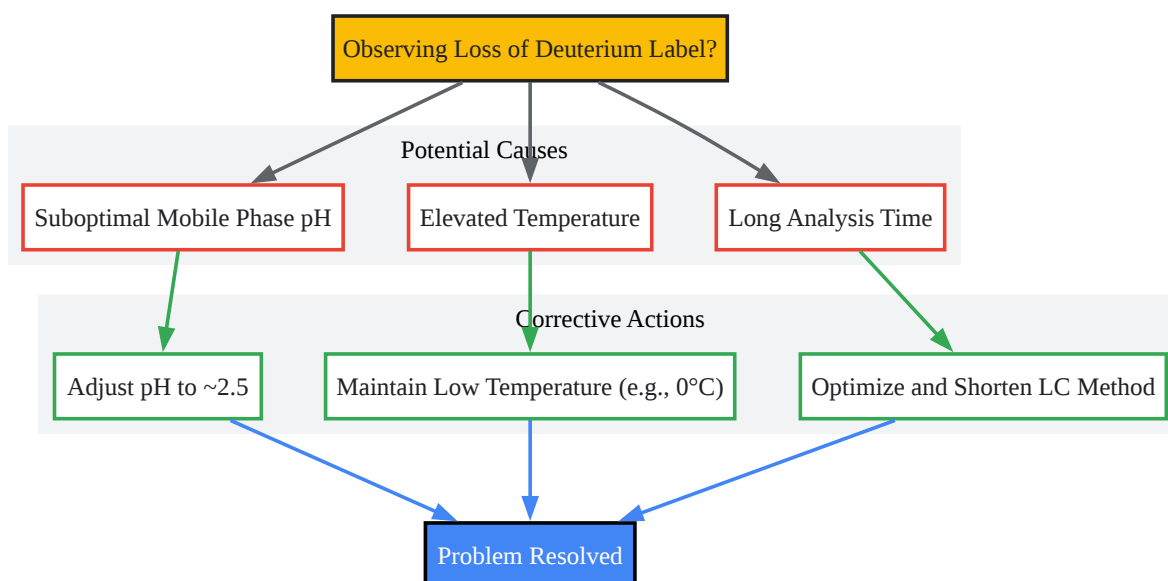 Observing Loss of Deuterium Label?
Potential Causes
Suboptimal Mobile Phase pH
Elevated Temperature
Long Analysis Time
Corrective Actions
Adjust pH to ~2.5
Maintain Low Temperature (e.g., 0°C)
Optimize and Shorten LC Method
Problem Resolved